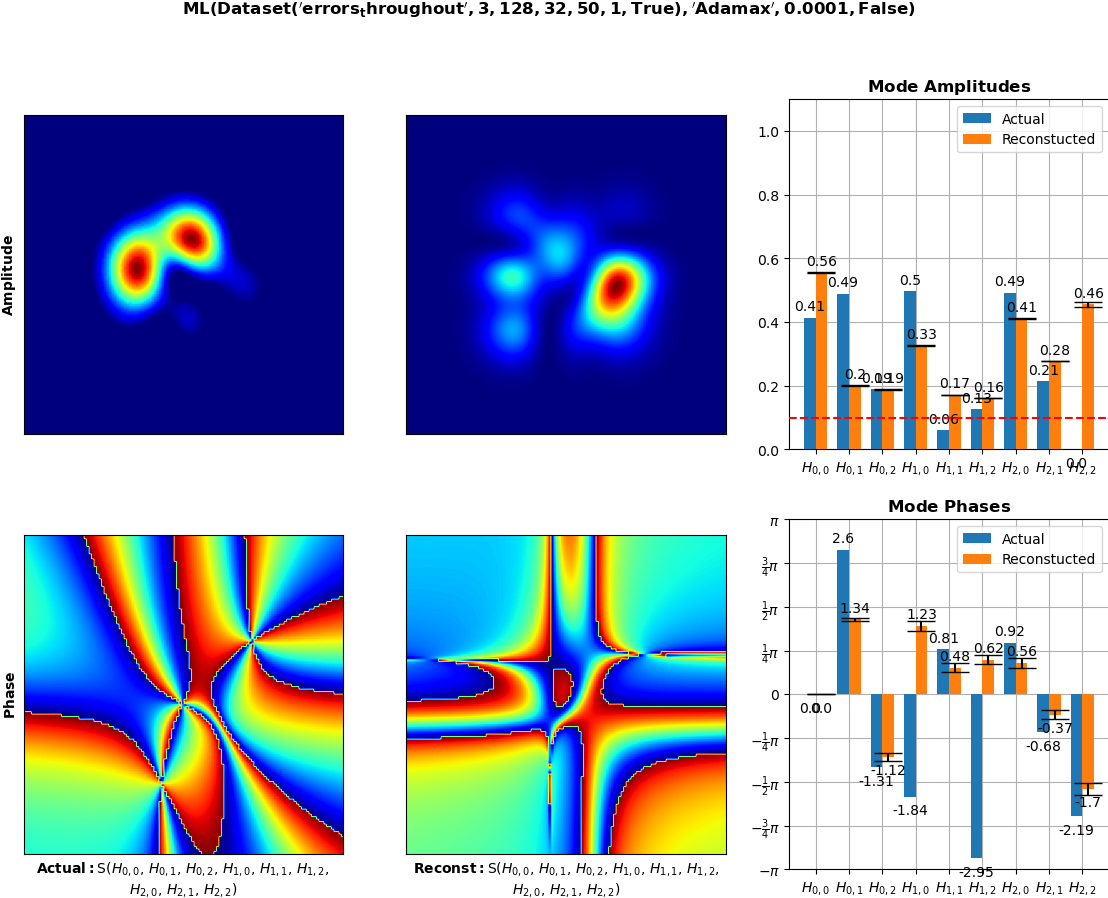 ML(Dataset('errors_throughout', 3, 128, 32, 50, 1, True), 'Adamax', 0.0001, False)
Amplitude
Mode Amplitudes
Actual
Reconstucted
1.0
0.8
0.6
0.4
0.2
0.0
0.41 0.56 0.49 0.2 0.19 0.19 0.5 0.33 0.06 0.17 0.13 0.16 0.49 0.41 0.21 0.28 0.0 0.46
H0,0 H0,1 H0,2 H1,0 H1,1 H1,2 H2,0 H2,1 H2,2
Phase
Mode Phases
Actual
Reconstucted
π
3/4π
1/2π
1/4π
0
−1/4π
−1/2π
−3/4π
−π
0.0 0.0 2.6 1.34 -1.31 -1.12 -1.84 1.23 0.81 0.48 -2.95 0.62 0.92 0.56 -0.68 -0.37 -2.19 -1.7
H0,0 H0,1 H0,2 H1,0 H1,1 H1,2 H2,0 H2,1 H2,2
Actual: S(H0,0, H0,1, H0,2, H1,0, H1,1, H1,2,
H2,0, H2,1, H2,2)
Reconst: S(H0,0, H0,1, H0,2, H1,0, H1,1, H1,2,
H2,0, H2,1, H2,2)